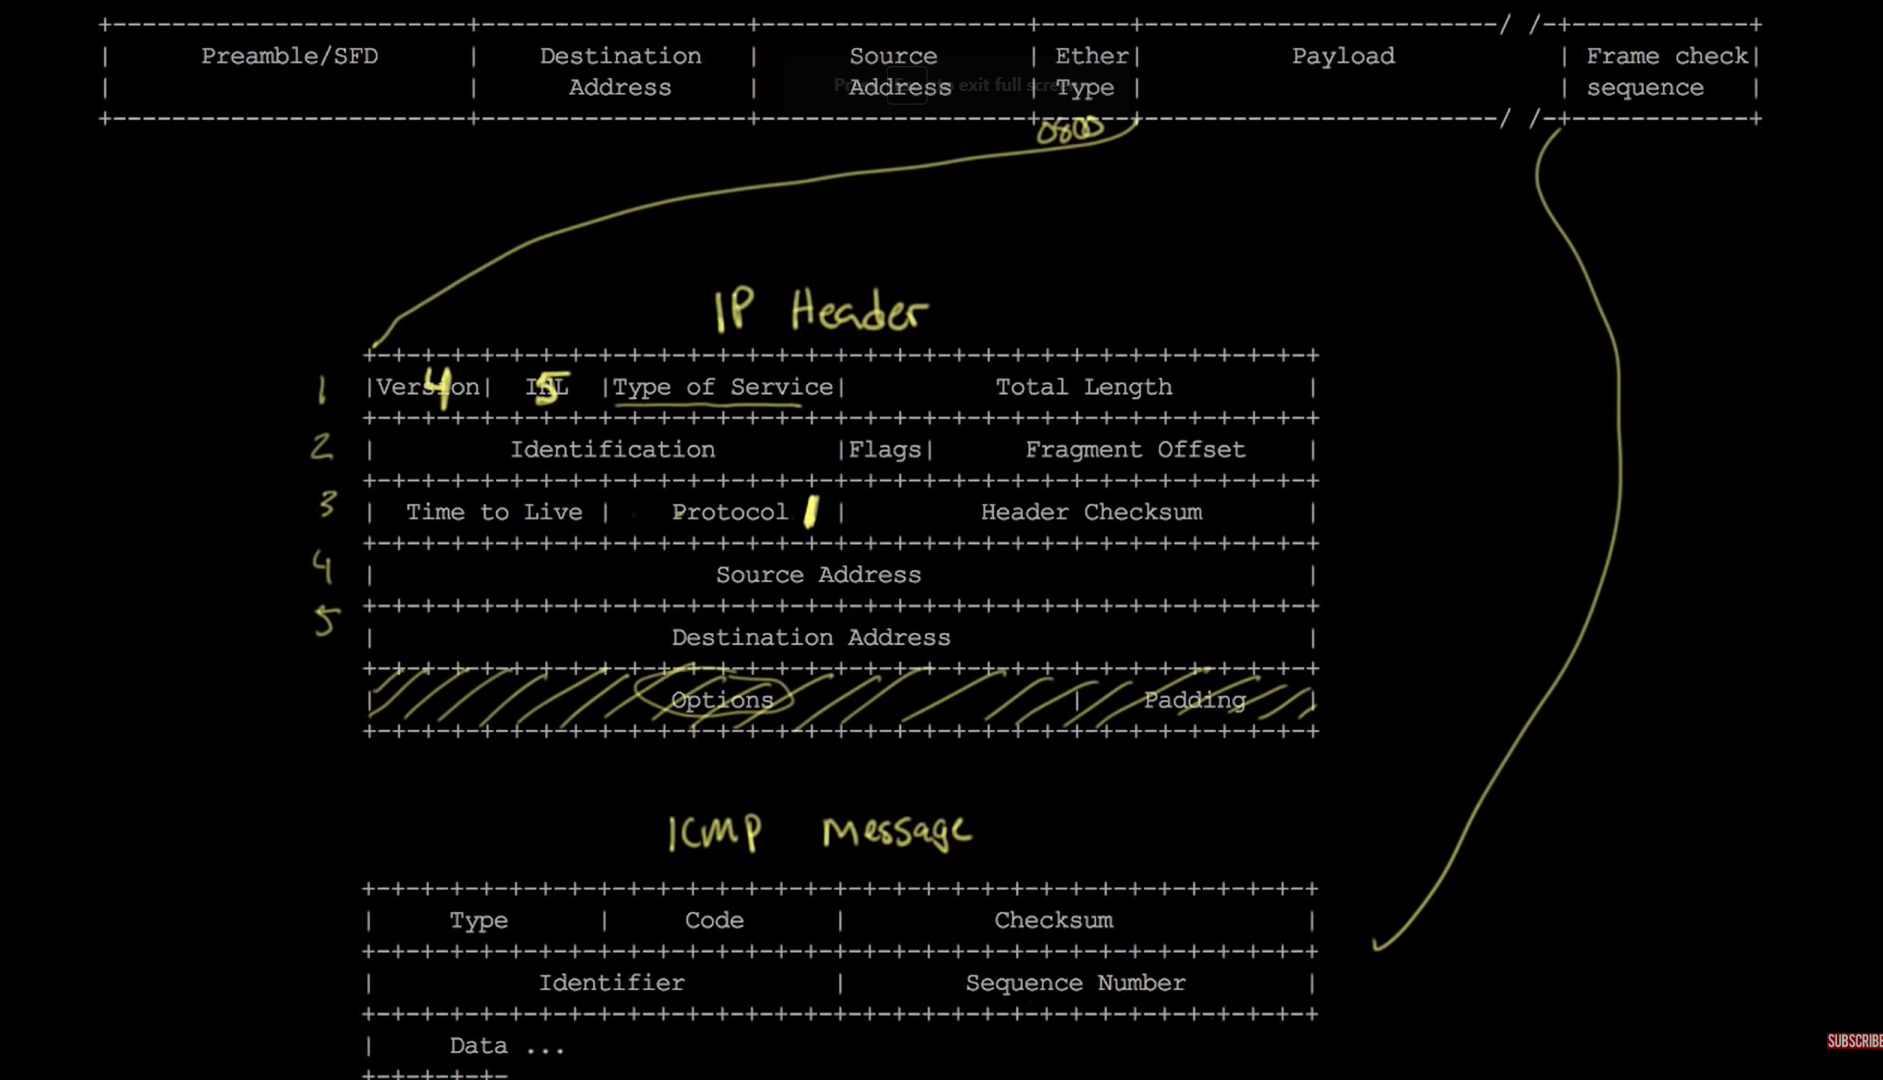 Preamble/SFD | Destination | Source | Ether | Payload | Frame check
Address | Address | Type | sequence
Press Esc to exit full screen
0800
IP Header
1 |Version 4| IHL 5 |Type of Service| Total Length |
2 | Identification |Flags| Fragment Offset |
3 | Time to Live | Protocol 1 | Header Checksum |
4 | Source Address |
5 | Destination Address |
| Options | Padding |
ICMP Message
| Type | Code | Checksum |
| Identifier | Sequence Number |
| Data ...
SUBSCRIBE